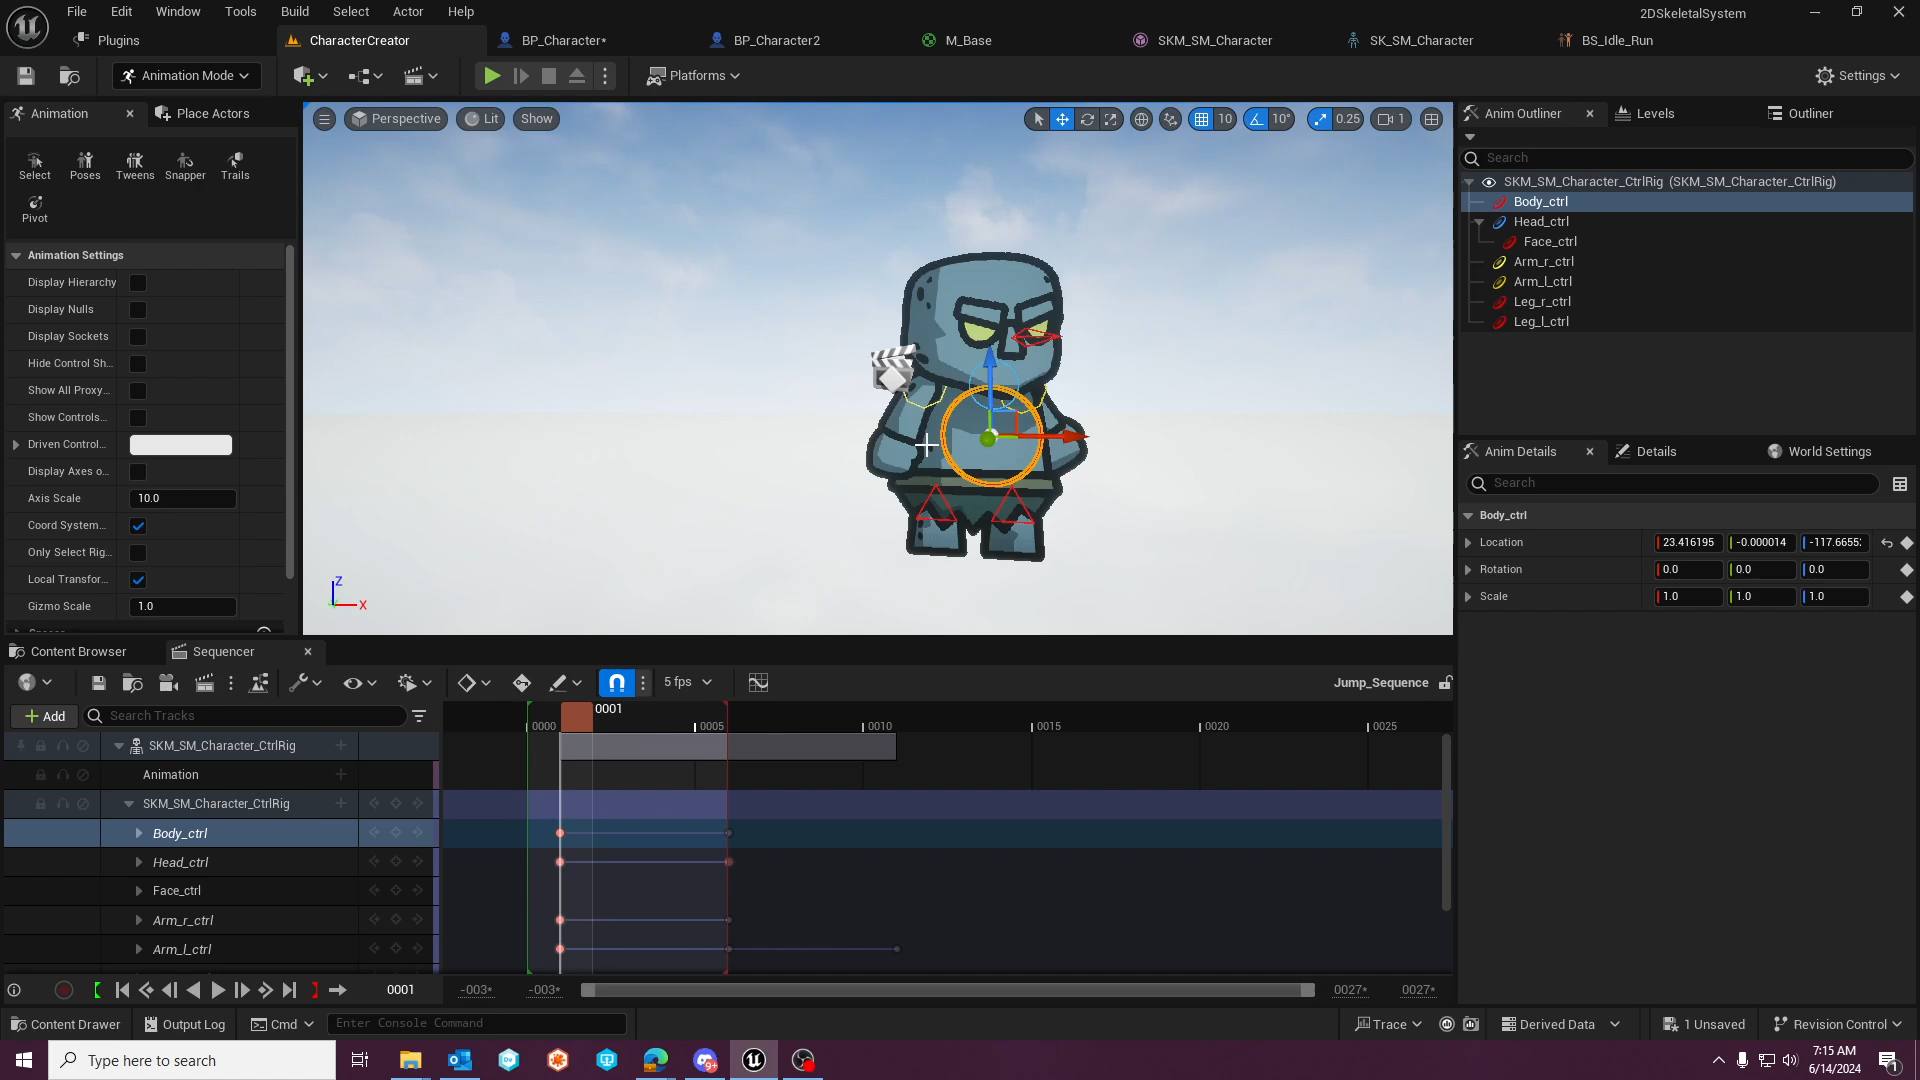 File Edit Window Tools Build Select Actor Help
2DSkeletalSystem
Plugins
CharacterCreator
BP_Character*
BP_Character2
M_Base
SKM_SM_Character
SK_SM_Character
BS_Idle_Run
Animation Mode
Platforms
Settings
Animation
Place Actors
Perspective Lit Show
10 10° 0.25 1
Select Poses Tweens Snapper Trails
Pivot
Animation Settings
Display Hierarchy
Display Nulls
Display Sockets
Hide Control Sh...
Show All Proxy...
Show Controls...
Driven Control...
Display Axes o...
Axis Scale 10.0
Coord System...
Only Select Rig...
Local Transfor...
Gizmo Scale 1.0
Z
X
Anim Outliner Levels Outliner
Search
SKM_SM_Character_CtrlRig (SKM_SM_Character_CtrlRig)
Body_ctrl
Head_ctrl
Face_ctrl
Arm_r_ctrl
Arm_l_ctrl
Leg_r_ctrl
Leg_l_ctrl
Anim Details Details World Settings
Search
Body_ctrl
Location 23.416195 -0.000014 -117.6655
Rotation 0.0 0.0 0.0
Scale 1.0 1.0 1.0
Content Browser Sequencer
5 fps
Jump_Sequence
Add
Search Tracks
0001
0000 0005 0010 0015 0020 0025
SKM_SM_Character_CtrlRig
Animation
SKM_SM_Character_CtrlRig
Body_ctrl
Head_ctrl
Face_ctrl
Arm_r_ctrl
Arm_l_ctrl
0001 -003* -003* 0027* 0027*
Content Drawer Output Log Cmd Enter Console Command
Trace Derived Data 1 Unsaved Revision Control
Type here to search
9+
7:15 AM
6/14/2024
1